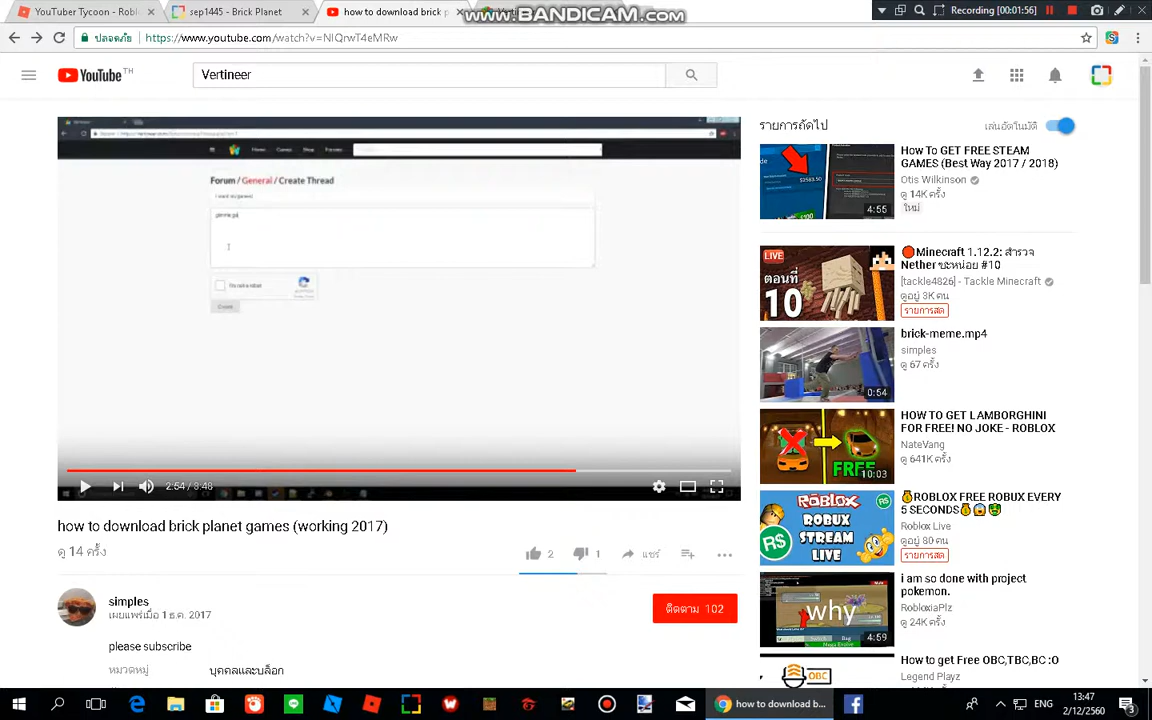 YouTuber Tycoon - Robl
sep1445 - Brick Planet
how to download brick p
www.BANDICAM.com
Recording [00:01:56]
ปลอดภัย
https://www.youtube.com/watch?v=NIQrwT4eMRw
YouTube TH
Vertineer
Forum / General / Create Thread
I'm not a robot
Create
2:54 / 3:48
how to download brick planet games (working 2017)
ดู 14 ครั้ง
2
1
แชร์
simples
เผยแพร่เมื่อ 1 ธ.ค. 2017
ติดตาม 102
please subscribe
หมวดหมู่
บุคคลและบล็อก
รายการถัดไป
เล่นอัตโนมัติ
How To GET FREE STEAM
GAMES (Best Way 2017 / 2018)
Otis Wilkinson
ดู 14K ครั้ง
ใหม่
4:55
LIVE
ตอนที่
10
Minecraft 1.12.2: สำรวจ
Nether ซะหน่อย #10
[tackle4826] - Tackle Minecraft
ดูอยู่ 3K คน
รายการสด
brick-meme.mp4
simples
ดู 67 ครั้ง
0:54
HOW TO GET LAMBORGHINI
FOR FREE! NO JOKE - ROBLOX
NateVang
ดู 641K ครั้ง
FREE
10:03
ROBLOX
ROBUX
STREAM
LIVE
R$
💰ROBLOX FREE ROBUX EVERY
5 SECONDS💰😱🤑
Roblox Live
ดูอยู่ 80 คน
รายการสด
why
4:59
i am so done with project
pokemon.
RobloxiaPlz
ดู 24K ครั้ง
OBC
How to get Free OBC,TBC,BC :O
Legend Playz
how to download b...
ENG
13:47
2/12/2560
3